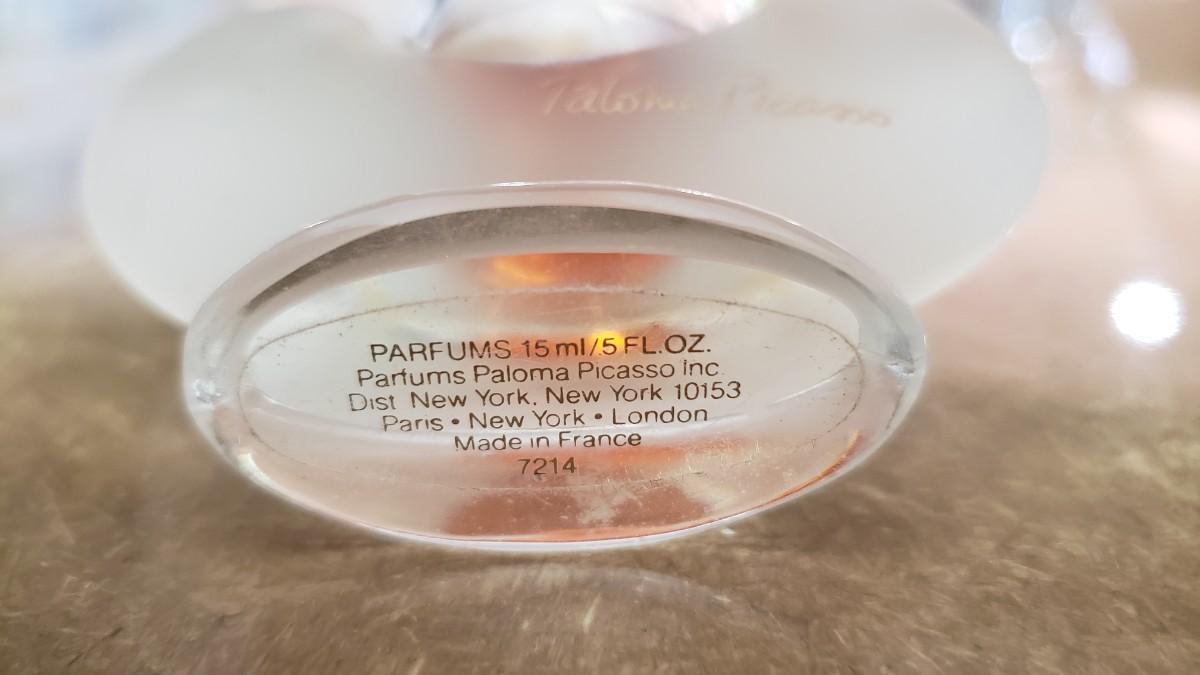 Paloma Picasso
PARFUMS 15 ml/.5 FL.OZ.
Parfums Paloma Picasso Inc.
Dist. New York, New York 10153
Paris • New York • London
Made in France
7214